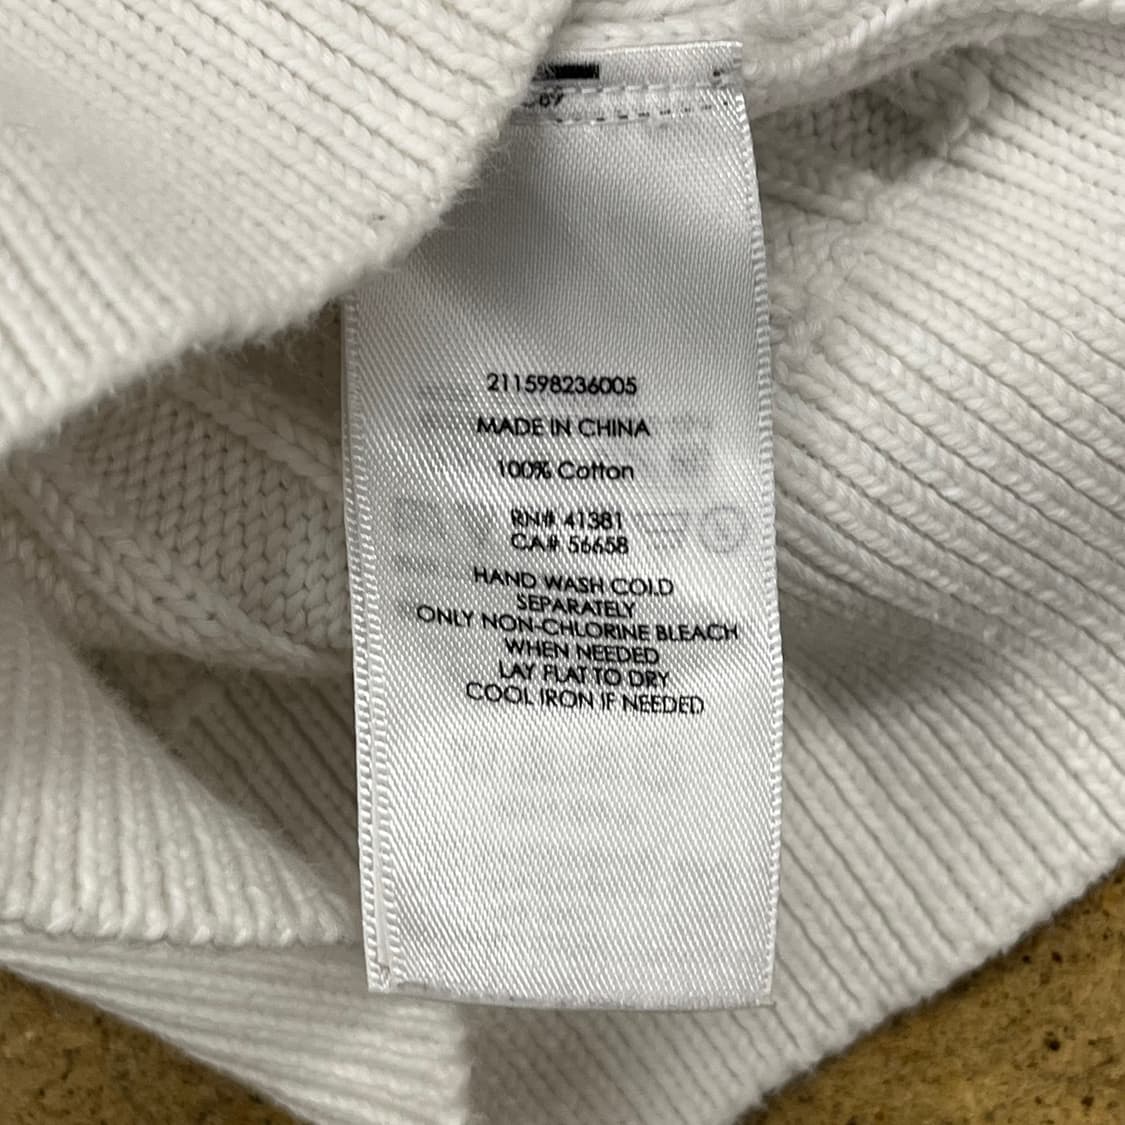 211598236005
MADE IN CHINA
100% Cotton
RN# 41381
CA# 56658
HAND WASH COLD
SEPARATELY
ONLY NON-CHLORINE BLEACH
WHEN NEEDED
LAY FLAT TO DRY
COOL IRON IF NEEDED